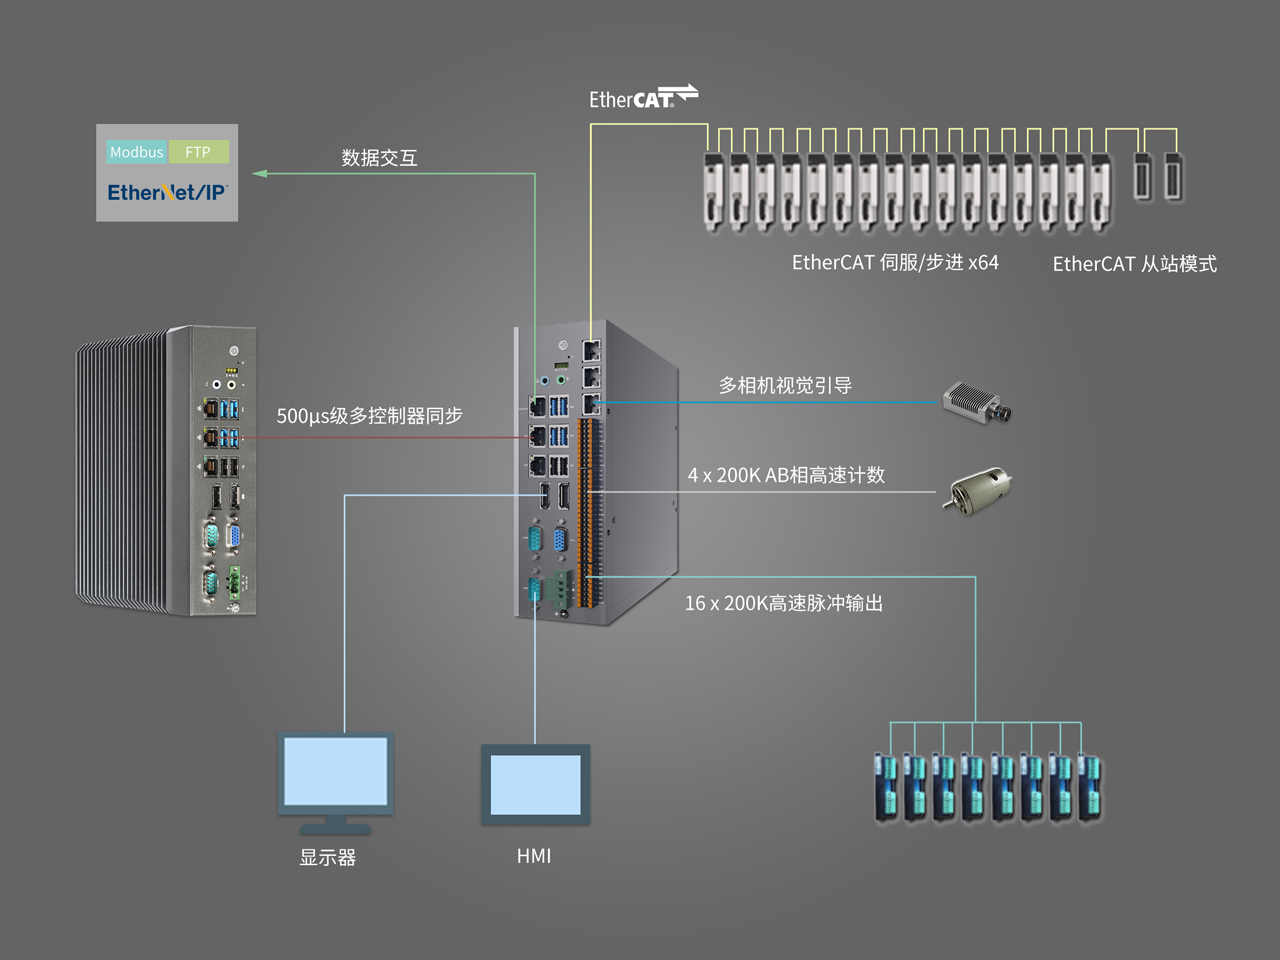 EtherCAT®
Modbus FTP
EtherNet/IP™
数据交互
EtherCAT 伺服/步进 x64
EtherCAT 从站模式
多相机视觉引导
500μs级多控制器同步
4 x 200K AB相高速计数
16 x 200K高速脉冲输出
显示器
HMI